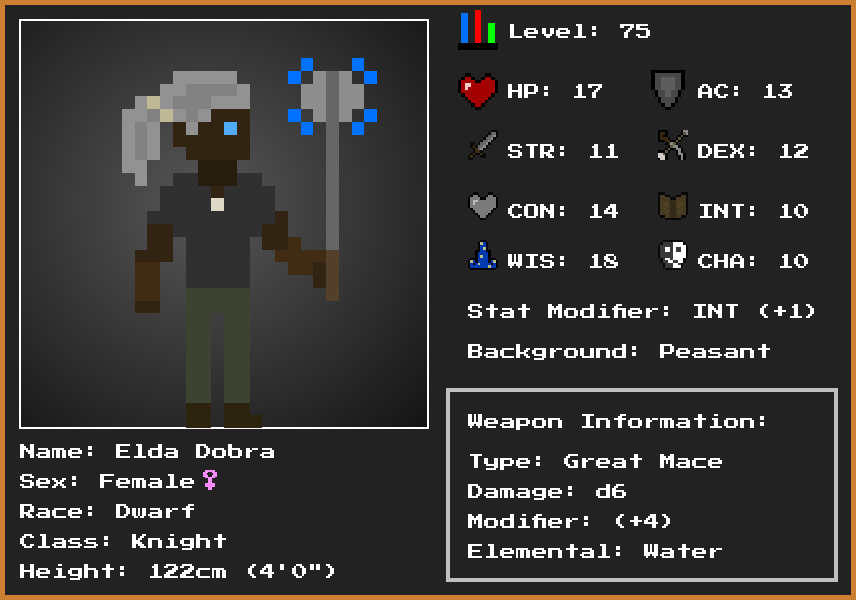 Level: 75
HP: 17 AC: 13
STR: 11 DEX: 12
CON: 14 INT: 10
WIS: 18 CHA: 10
Stat Modifier: INT (+1)
Background: Peasant
Weapon Information:
Type: Great Mace
Damage: d6
Modifier: (+4)
Elemental: Water
Name: Elda Dobra
Sex: Female♀
Race: Dwarf
Class: Knight
Height: 122cm (4'0")